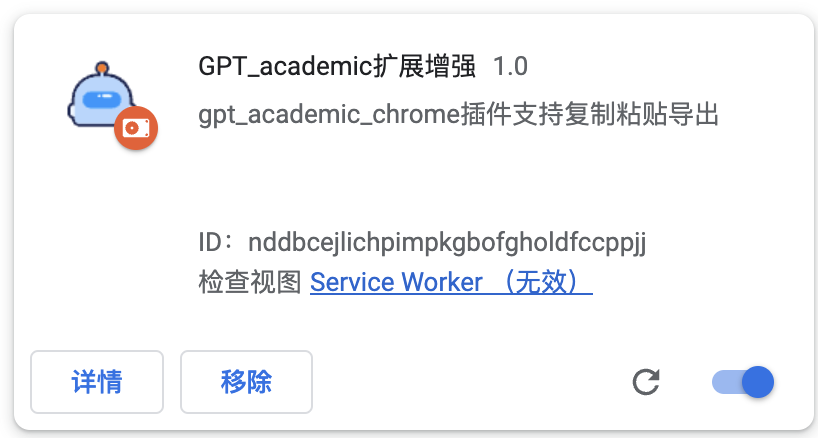 GPT_academic扩展增强 1.0
gpt_academic_chrome插件支持复制粘贴导出
ID：nddbcejlichpimpkgbofgholdfccppjj
检查视图 Service Worker （无效）
详情 移除